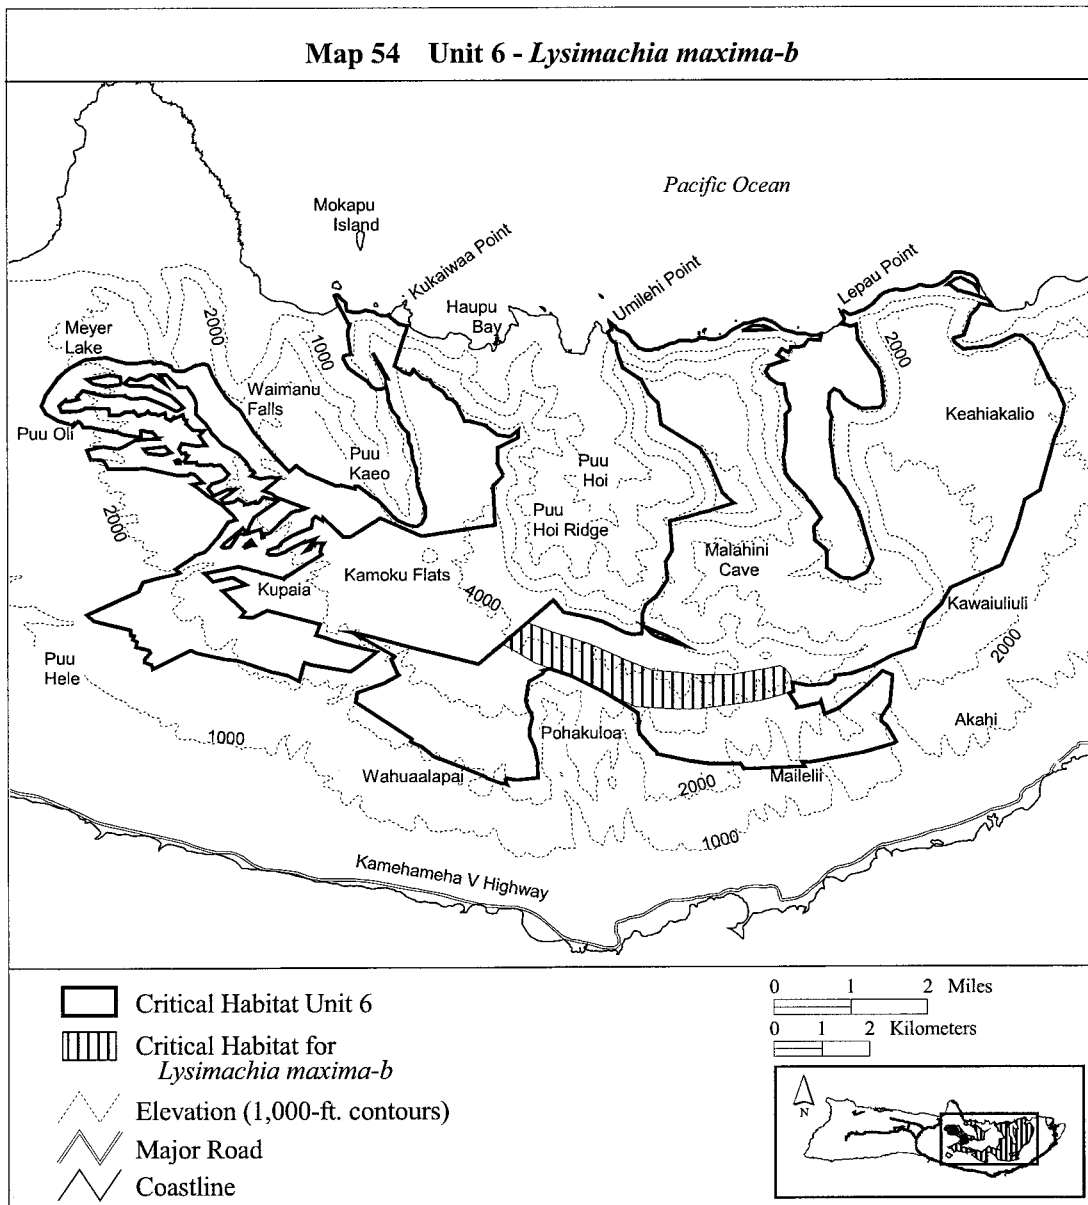 Map 54 Unit 6 - Lysimachia maxima-b
Pacific Ocean
Mokapu
Island
Kukaiwaa Point
Haupu
Bay
Umilehi Point
Lepau Point
Meyer
Lake
2000
1000
2000
Waimanu
Falls
Keahiakalio
Puu Oli
Puu
Kaeo
Puu
Hoi
2000
Puu
Hoi Ridge
Malahini
Cave
Kamoku Flats
Kupaia
4000
Kawaiuliuli
2000
Puu
Hele
1000
Pohakuloa
Akahi
Wahuaalapai
2000
Mailelii
1000
Kamehameha V Highway
Critical Habitat Unit 6
Critical Habitat for
Lysimachia maxima-b
Elevation (1,000-ft. contours)
Major Road
Coastline
0 1 2 Miles
0 1 2 Kilometers
N